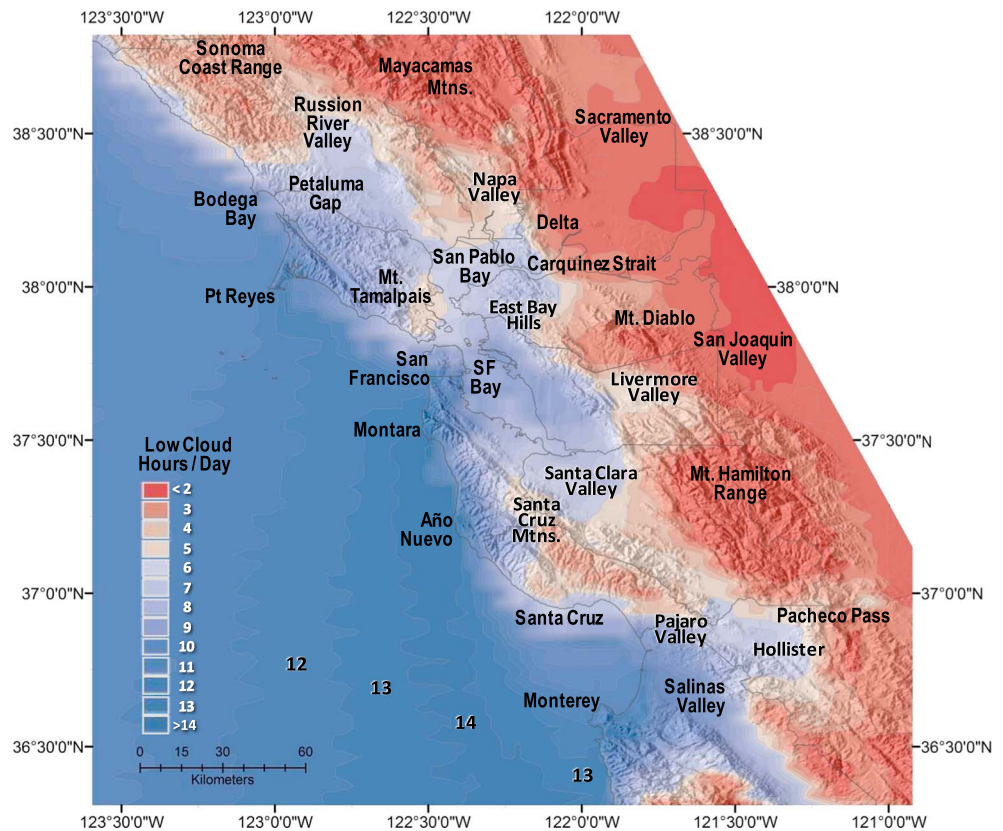 123°30'0"W 123°0'0"W 122°30'0"W 122°0'0"W
Sonoma
Coast Range
Mayacamas
Mtns.
Russion
River
Valley
Sacramento
Valley
38°30'0"N
38°30'0"N
Petaluma
Gap
Napa
Valley
Bodega
Bay
Delta
San Pablo
Bay
Carquinez Strait
38°0'0"N
38°0'0"N
Pt Reyes
Mt.
Tamalpais
East Bay
Hills
Mt. Diablo
San Joaquin
Valley
San
Francisco
SF
Bay
Livermore
Valley
Montara
37°30'0"N
37°30'0"N
Low Cloud
Hours / Day
< 2
3
4
5
6
7
8
9
10
11
12
13
>14
Santa Clara
Valley
Mt. Hamilton
Range
Santa
Cruz
Mtns.
Año
Nuevo
37°0'0"N
37°0'0"N
Santa Cruz
Pajaro
Valley
Pacheco Pass
Hollister
12
13
14
13
Monterey
Salinas
Valley
36°30'0"N
36°30'0"N
0 15 30 60
Kilometers
123°30'0"W 123°0'0"W 122°30'0"W 122°0'0"W 121°30'0"W 121°0'0"W